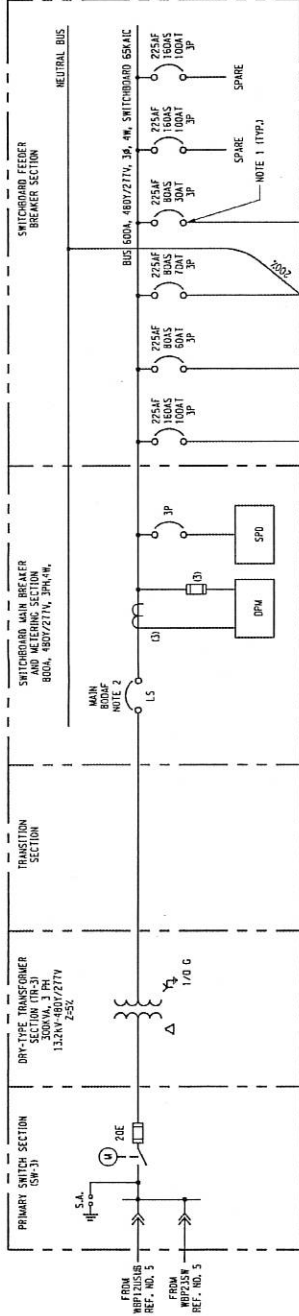 PRIMARY SWITCH SECTION
(SW-3)
S.A.
M
20E
FROM
WBP12USUB
REF. NO. 5
FROM
WBP23SW
REF. NO. 5
DRY-TYPE TRANSFORMER
SECTION (TR-3)
300KVA, 3 PH
13.2kV-480Y/277V
Z=5%
Δ
1/0 G
TRANSITION
SECTION
SWITCHBOARD MAIN BREAKER
AND METERING SECTION
800A, 480Y/277V, 3PH,4W,
MAIN
800AF
NOTE 2
LS
(3)
(3)
DPM
3P
SPD
SWITCHBOARD FEEDER
BREAKER SECTION
NEUTRAL BUS
BUS 600A, 480Y/277V, 3Ø, 4W, SWITCHBOARD 65KAIC
225AF
160AS
100AT
3P
225AF
80AS
60AT
3P
225AF
80AS
70AT
3P
225AF
80AS
30AT
3P
225AF
160AS
100AT
3P
225AF
160AS
100AT
3P
200%
NOTE 1 (TYP.)
SPARE
SPARE